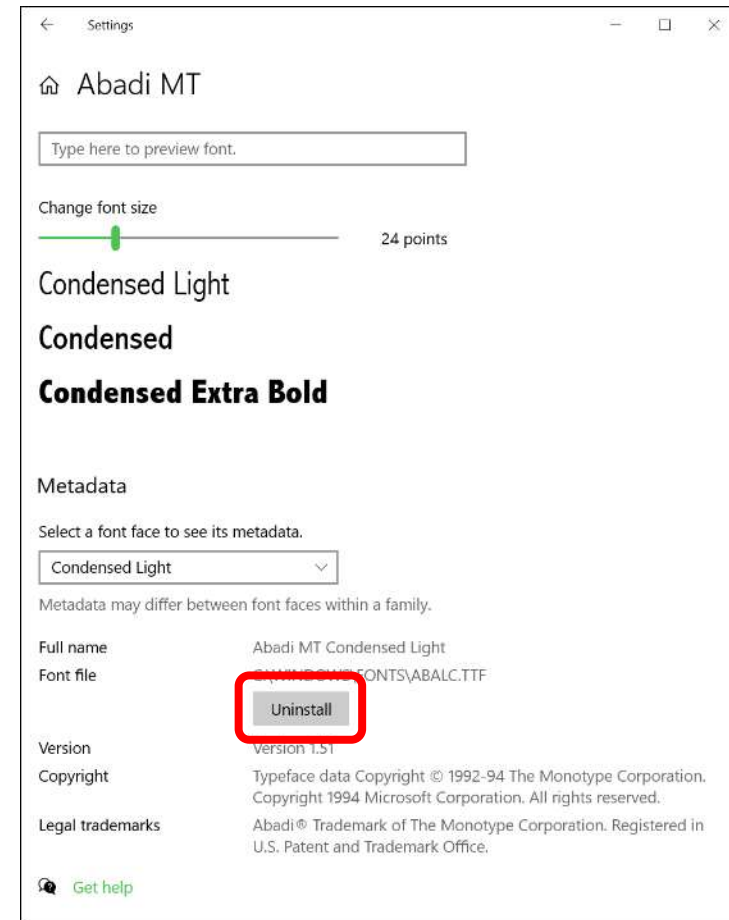 Settings
Abadi MT
Type here to preview font.
Change font size
24 points
Condensed Light
Condensed
Condensed Extra Bold
Metadata
Select a font face to see its metadata.
Condensed Light
Metadata may differ between font faces within a family.
Full name Abadi MT Condensed Light
Font file C:\WINDOWS\FONTS\ABALC.TTF
Uninstall
Version Version 1.51
Copyright Typeface data Copyright © 1992-94 The Monotype Corporation.
Copyright 1994 Microsoft Corporation. All rights reserved.
Legal trademarks Abadi® Trademark of The Monotype Corporation. Registered in
U.S. Patent and Trademark Office.
Get help